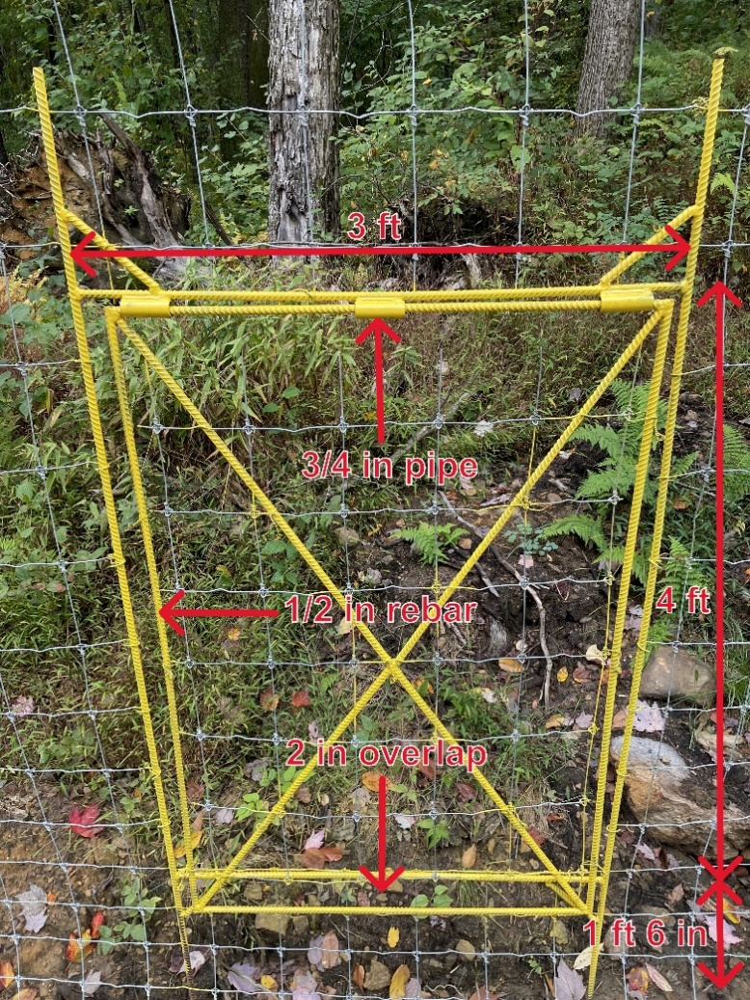 3 ft
3/4 in pipe
1/2 in rebar
4 ft
2 in overlap
1 ft 6 in